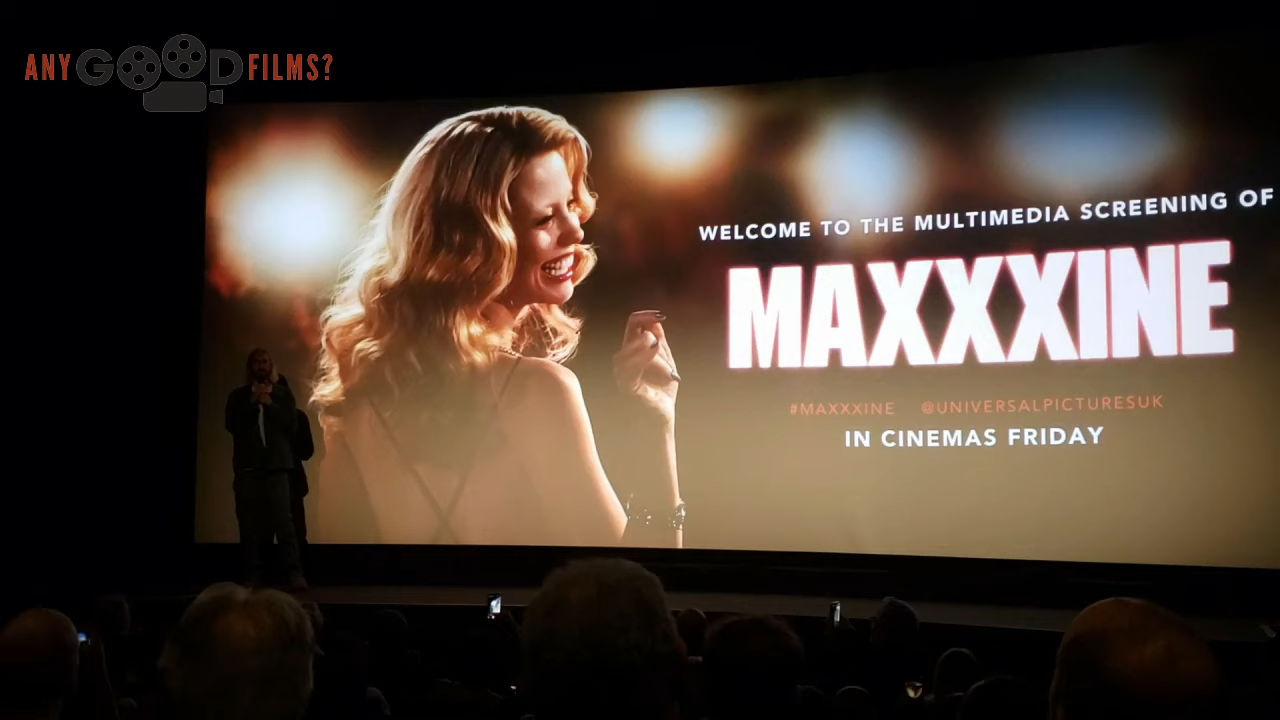 ANY GOOD FILMS?
WELCOME TO THE MULTIMEDIA SCREENING OF
MAXXXINE
#MAXXXINE @UNIVERSALPICTURESUK
IN CINEMAS FRIDAY